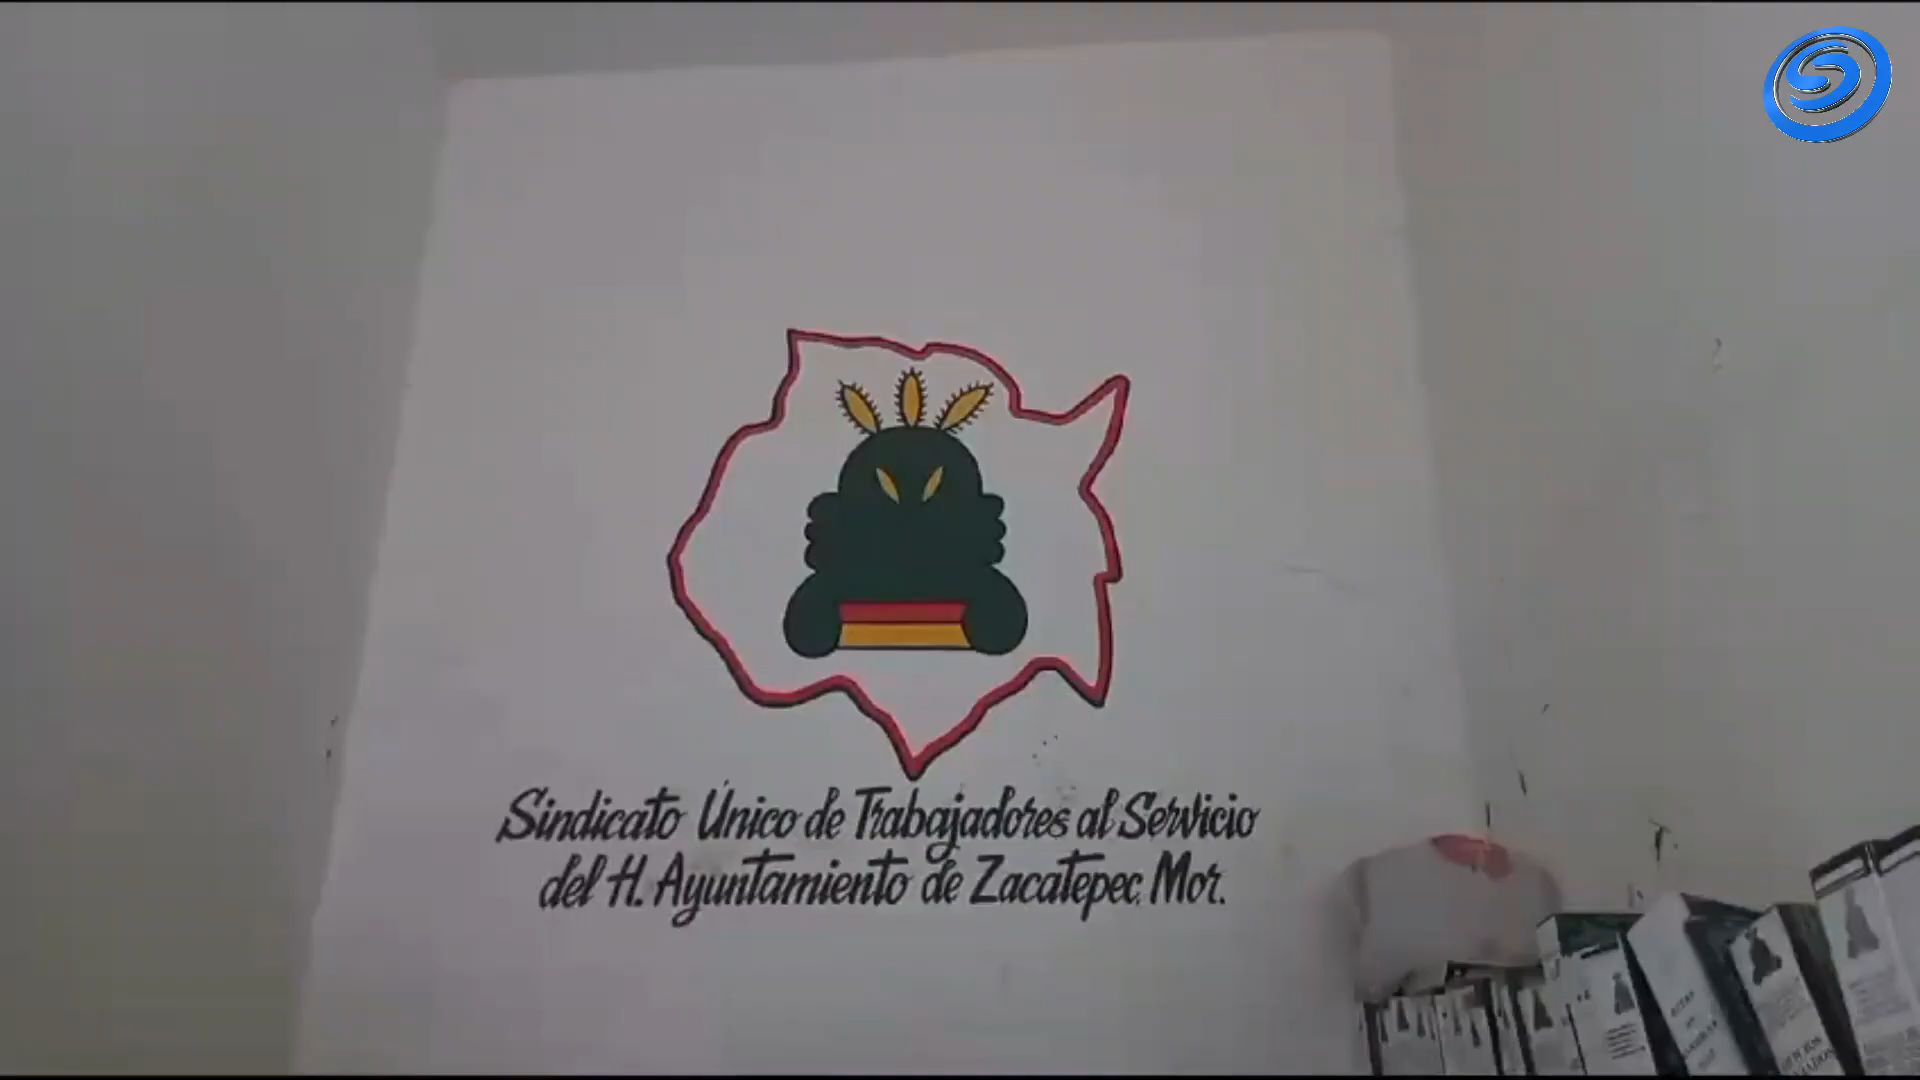 Sindicato Único de Trabajadores al Servicio
del H. Ayuntamiento de Zacatepec Mor.